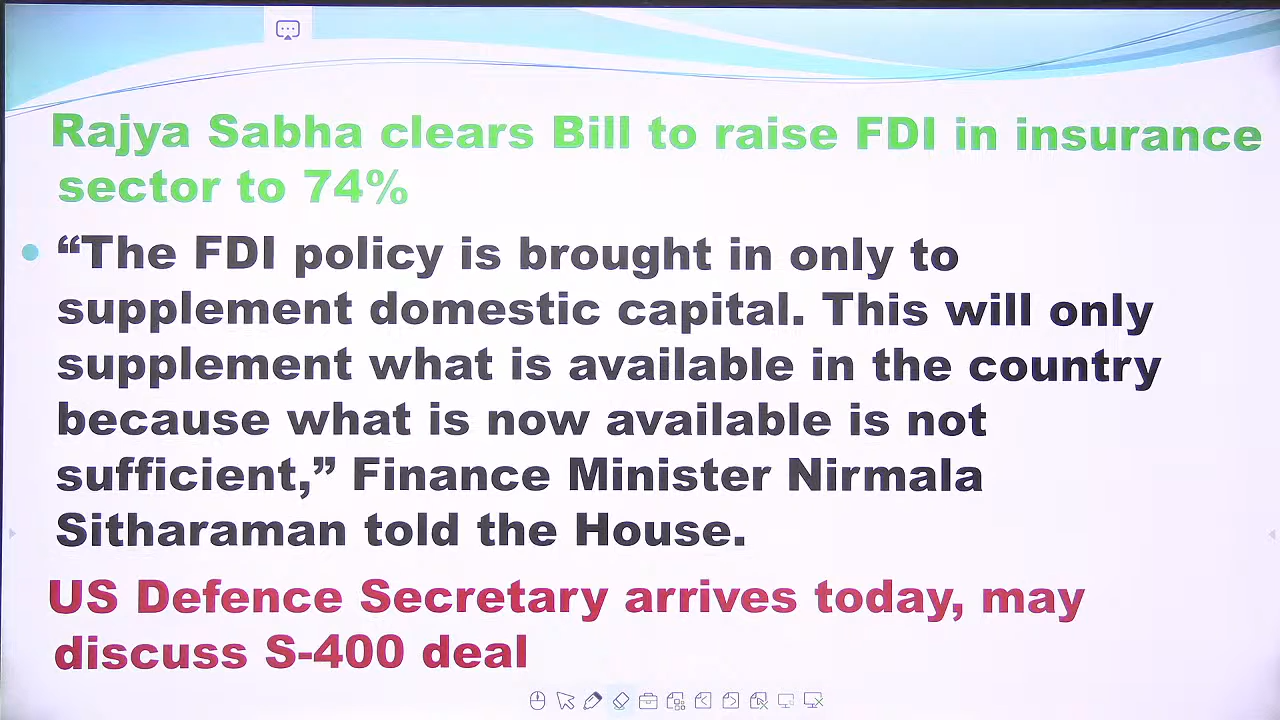 Rajya Sabha clears Bill to raise FDI in insurance
sector to 74%
“The FDI policy is brought in only to
supplement domestic capital. This will only
supplement what is available in the country
because what is now available is not
sufficient,” Finance Minister Nirmala
Sitharaman told the House.
US Defence Secretary arrives today, may
discuss S-400 deal